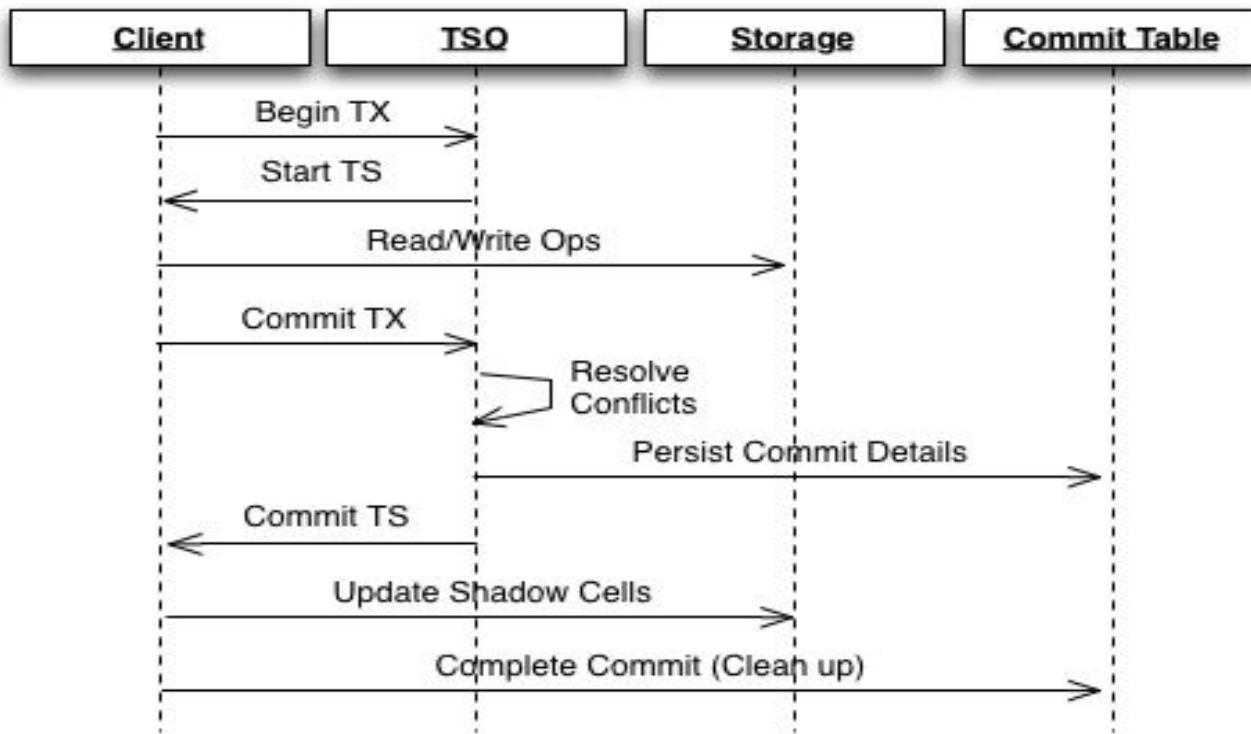 Client
TSO
Storage
Commit Table
Begin TX
Start TS
Read/Write Ops
Commit TX
Resolve
Conflicts
Persist Commit Details
Commit TS
Update Shadow Cells
Complete Commit (Clean up)